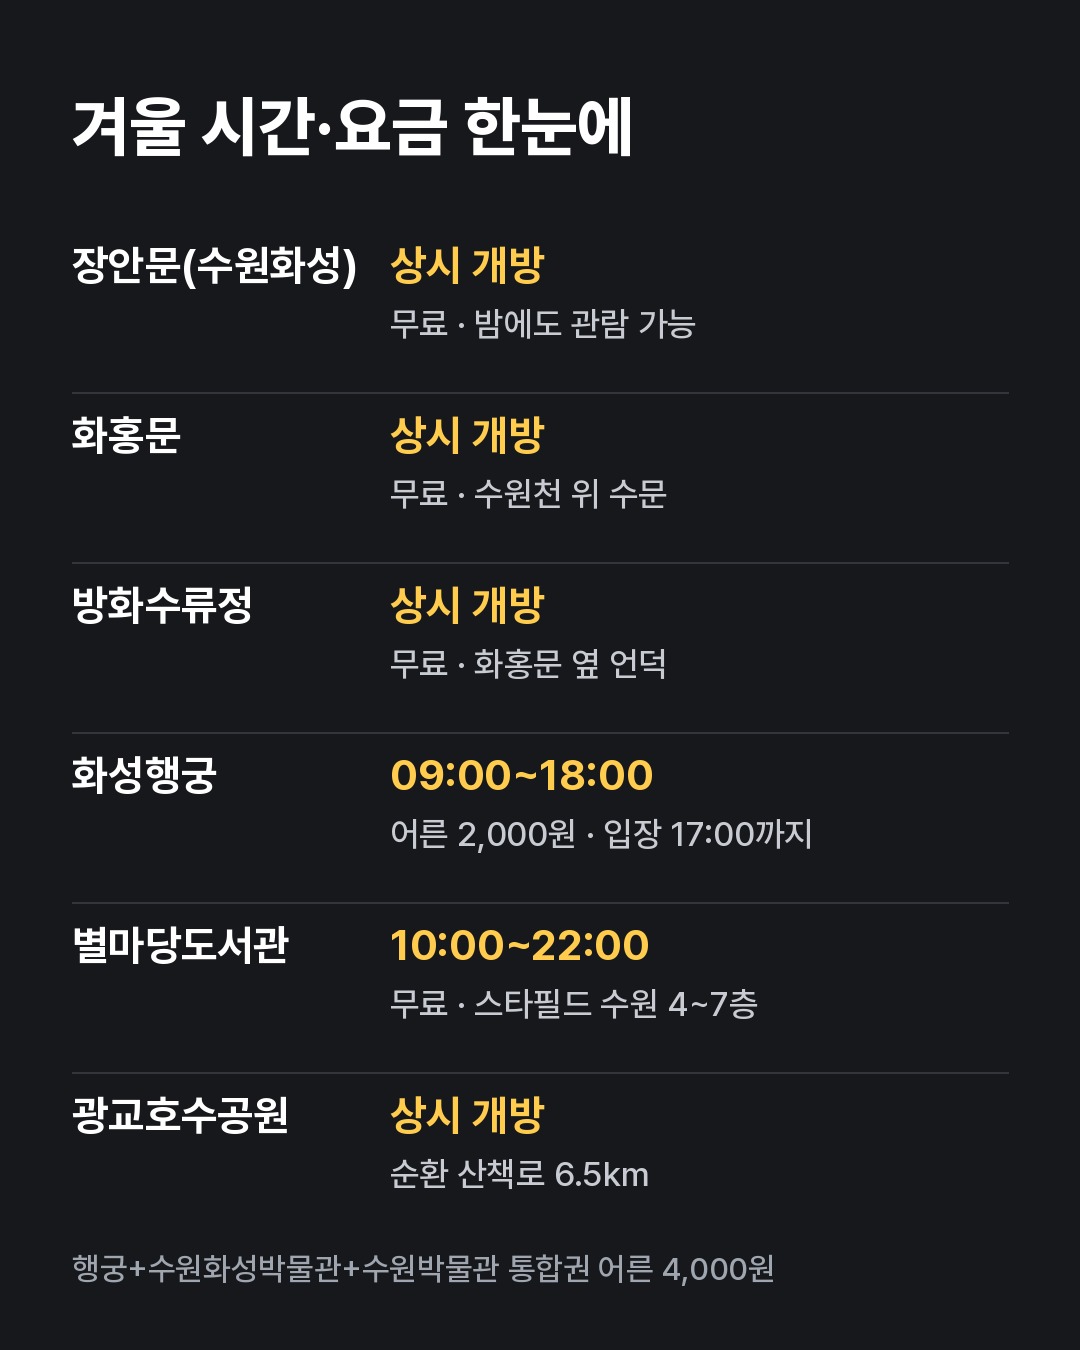 겨울 시간·요금 한눈에
장안문(수원화성) 상시 개방
무료 · 밤에도 관람 가능
화홍문 상시 개방
무료 · 수원천 위 수문
방화수류정 상시 개방
무료 · 화홍문 옆 언덕
화성행궁 09:00~18:00
어른 2,000원 · 입장 17:00까지
별마당도서관 10:00~22:00
무료 · 스타필드 수원 4~7층
광교호수공원 상시 개방
순환 산책로 6.5km
행궁+수원화성박물관+수원박물관 통합권 어른 4,000원